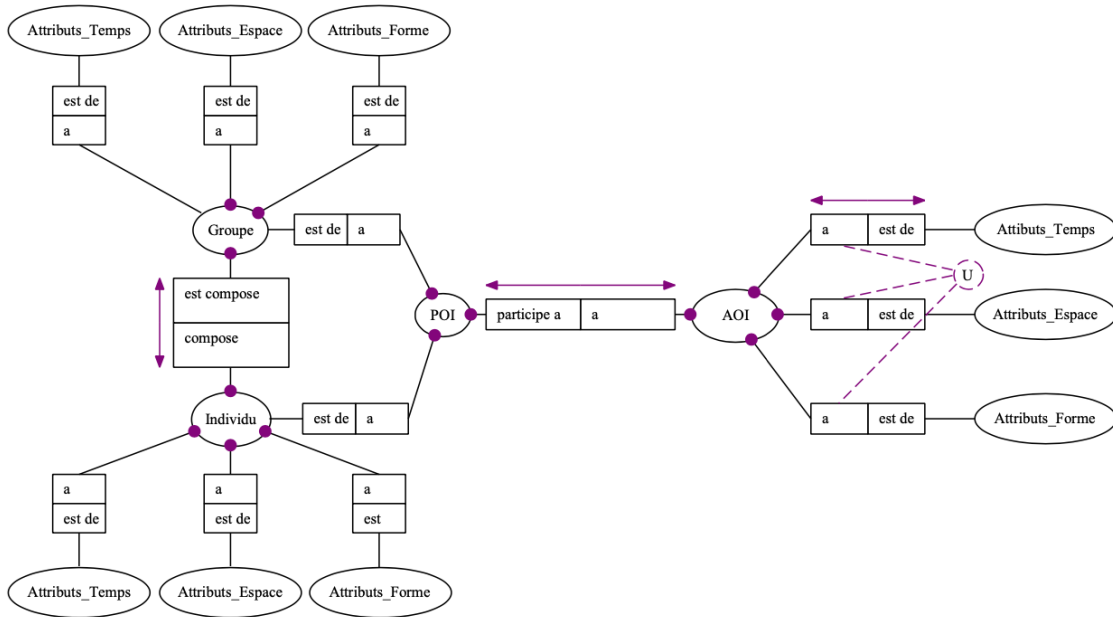 Attributs_Temps
Attributs_Espace
Attributs_Forme
est de
a
est de
a
est de
a
Groupe
est de
a
est compose
compose
Individu
est de
a
POI
participe a
a
AOI
a
est de
Attibuts_Temps
U
a
est de
Attributs_Espace
a
est de
Attributs_Forme
a
est de
a
est de
a
est
Attributs_Temps
Attributs_Espace
Attributs_Forme